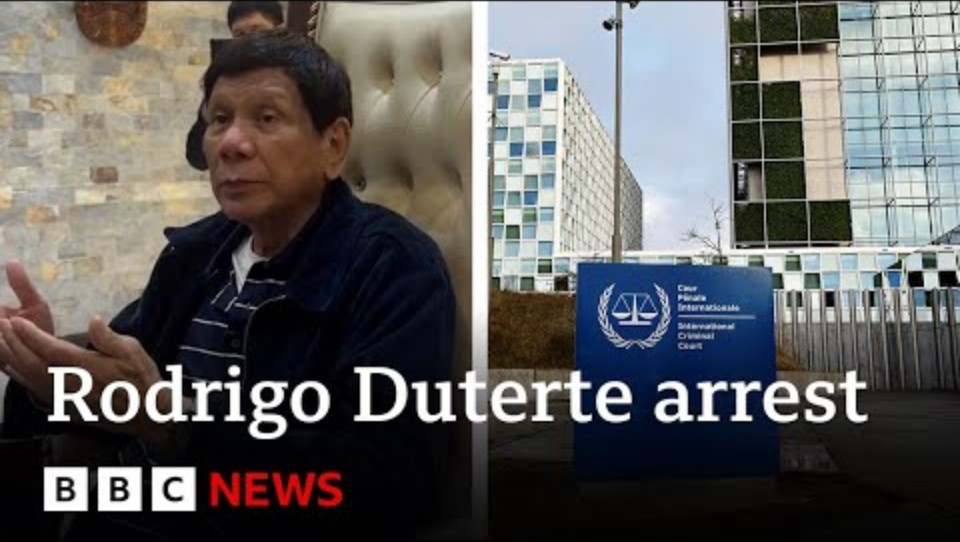 Cour
Pénale
Internationale
International
Criminal
Court
Rodrigo Duterte arrest
BBC NEWS